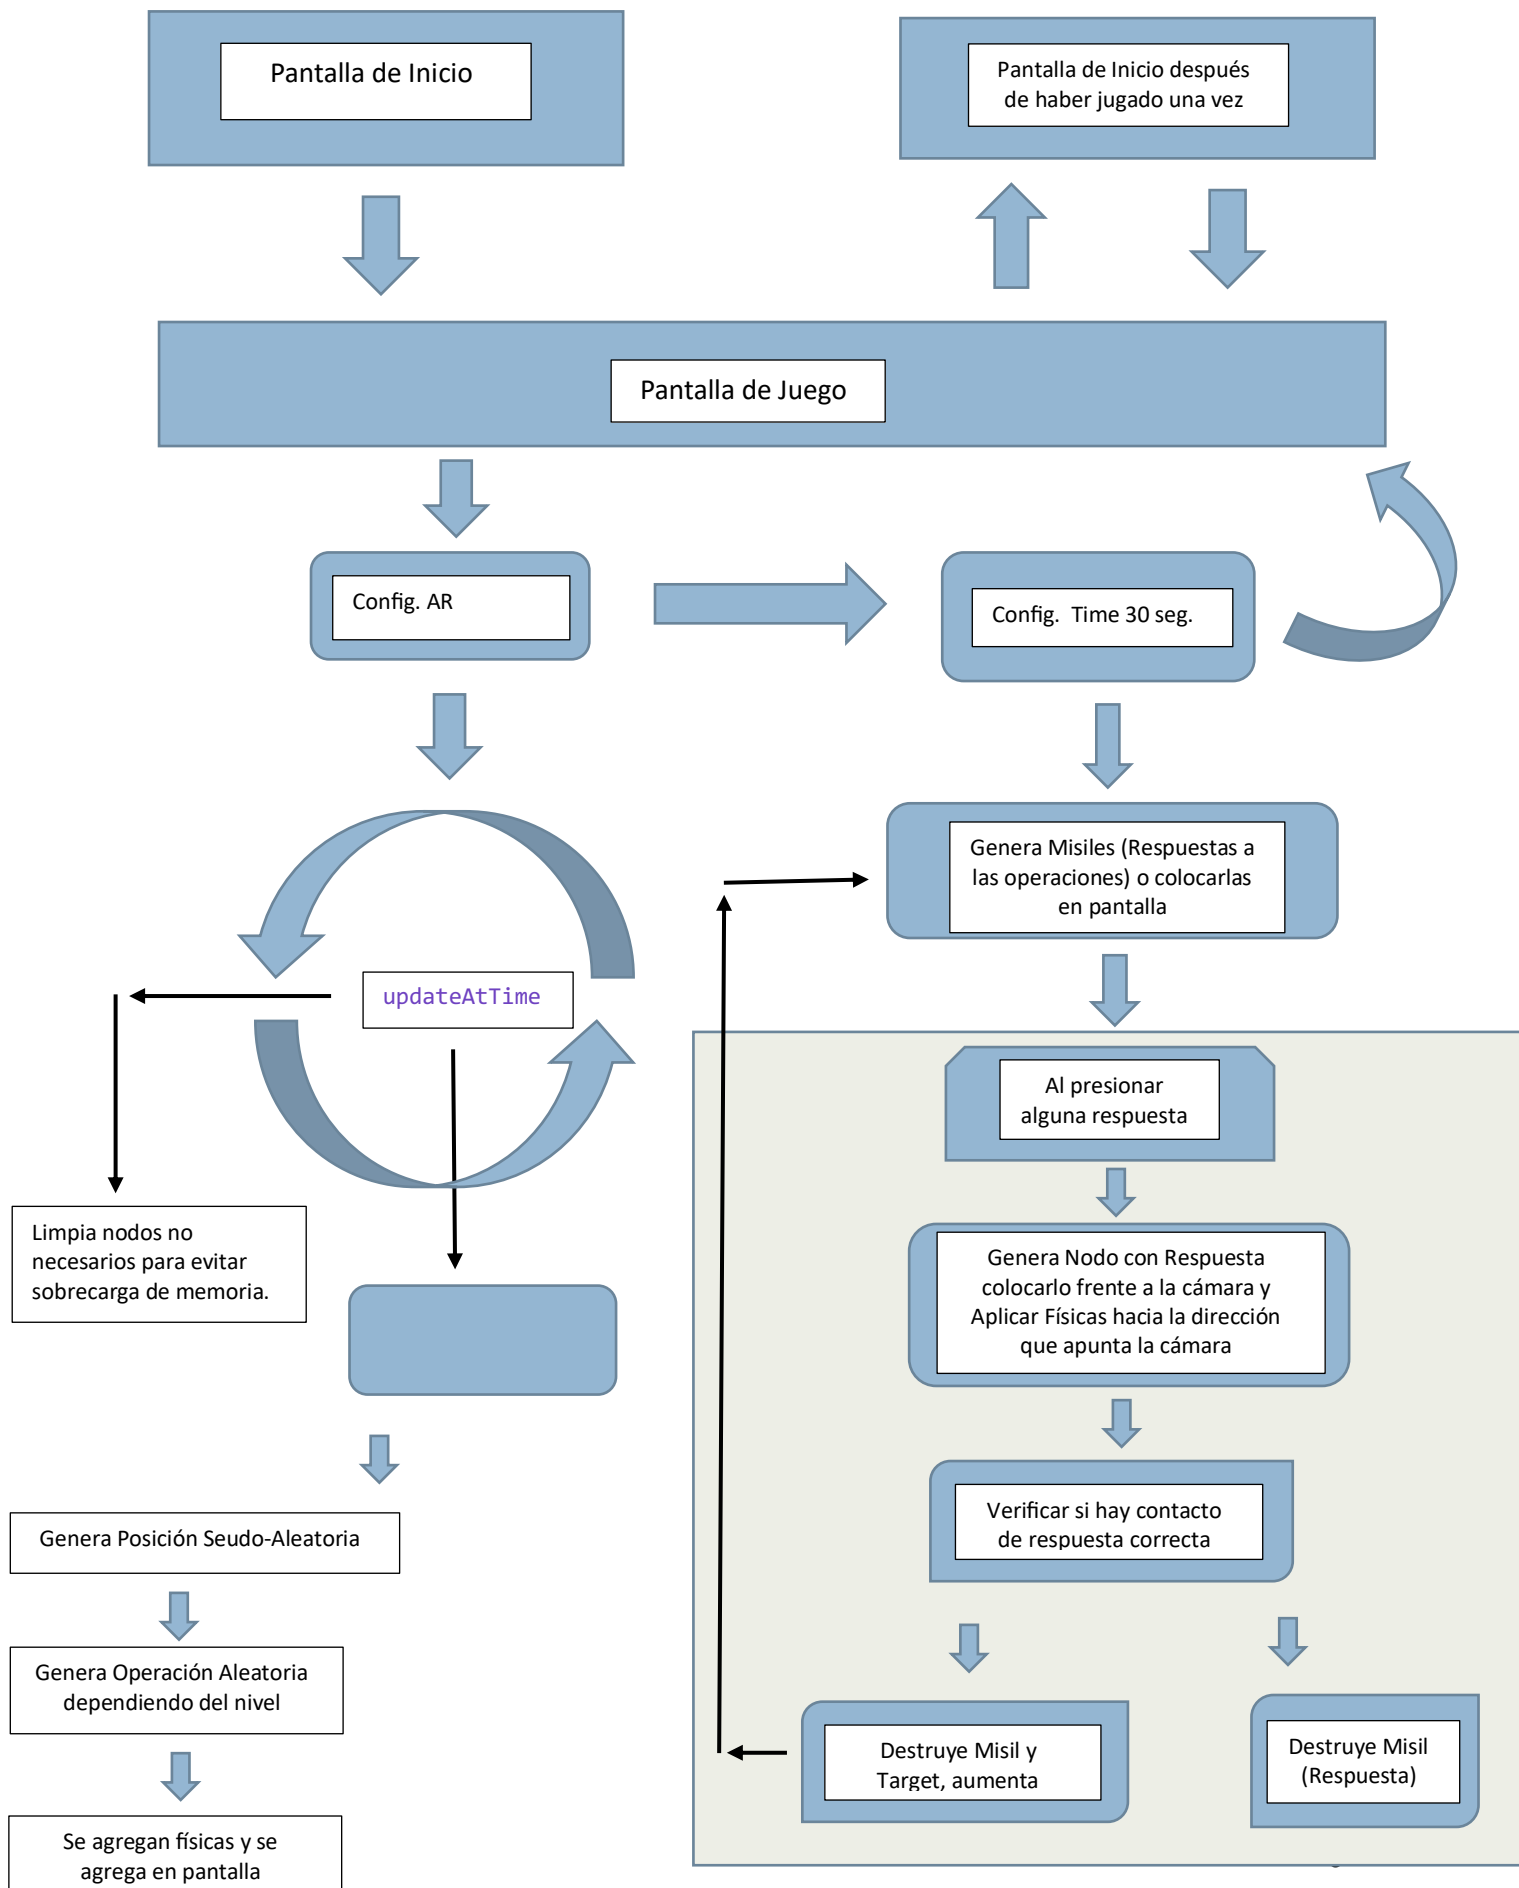 Pantalla de Inicio
Pantalla de Inicio después
de haber jugado una vez
Pantalla de Juego
Config. AR
Config.  Time 30 seg.
Genera Misiles (Respuestas a
las operaciones) o colocarlas
en pantalla
updateAtTime
Al presionar
alguna respuesta
Limpia nodos no
necesarios para evitar
sobrecarga de memoria.
Genera Nodo con Respuesta
colocarlo frente a la cámara y
Aplicar Físicas hacia la dirección
que apunta la cámara
Verificar si hay contacto
de respuesta correcta
Genera Posición Seudo-Aleatoria
Genera Operación Aleatoria
dependiendo del nivel
Destruye Misil y
Target, aumenta
Destruye Misil
(Respuesta)
Se agregan físicas y se
agrega en pantalla